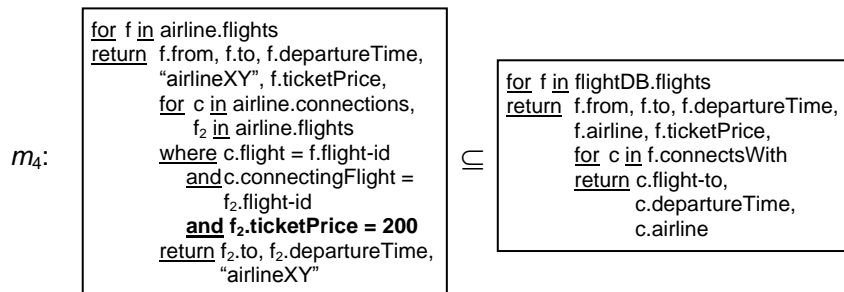 m4:
for f in airline.flights
return f.from, f.to, f.departureTime,
“airlineXY”, f.ticketPrice,
for c in airline.connections,
f2 in airline.flights
where c.flight = f.flight-id
and c.connectingFlight =
f2.flight-id
and f2.ticketPrice = 200
return f2.to, f2.departureTime,
“airlineXY”
⊆
for f in flightDB.flights
return f.from, f.to, f.departureTime,
f.airline, f.ticketPrice,
for c in f.connectsWith
return c.flight-to,
c.departureTime,
c.airline